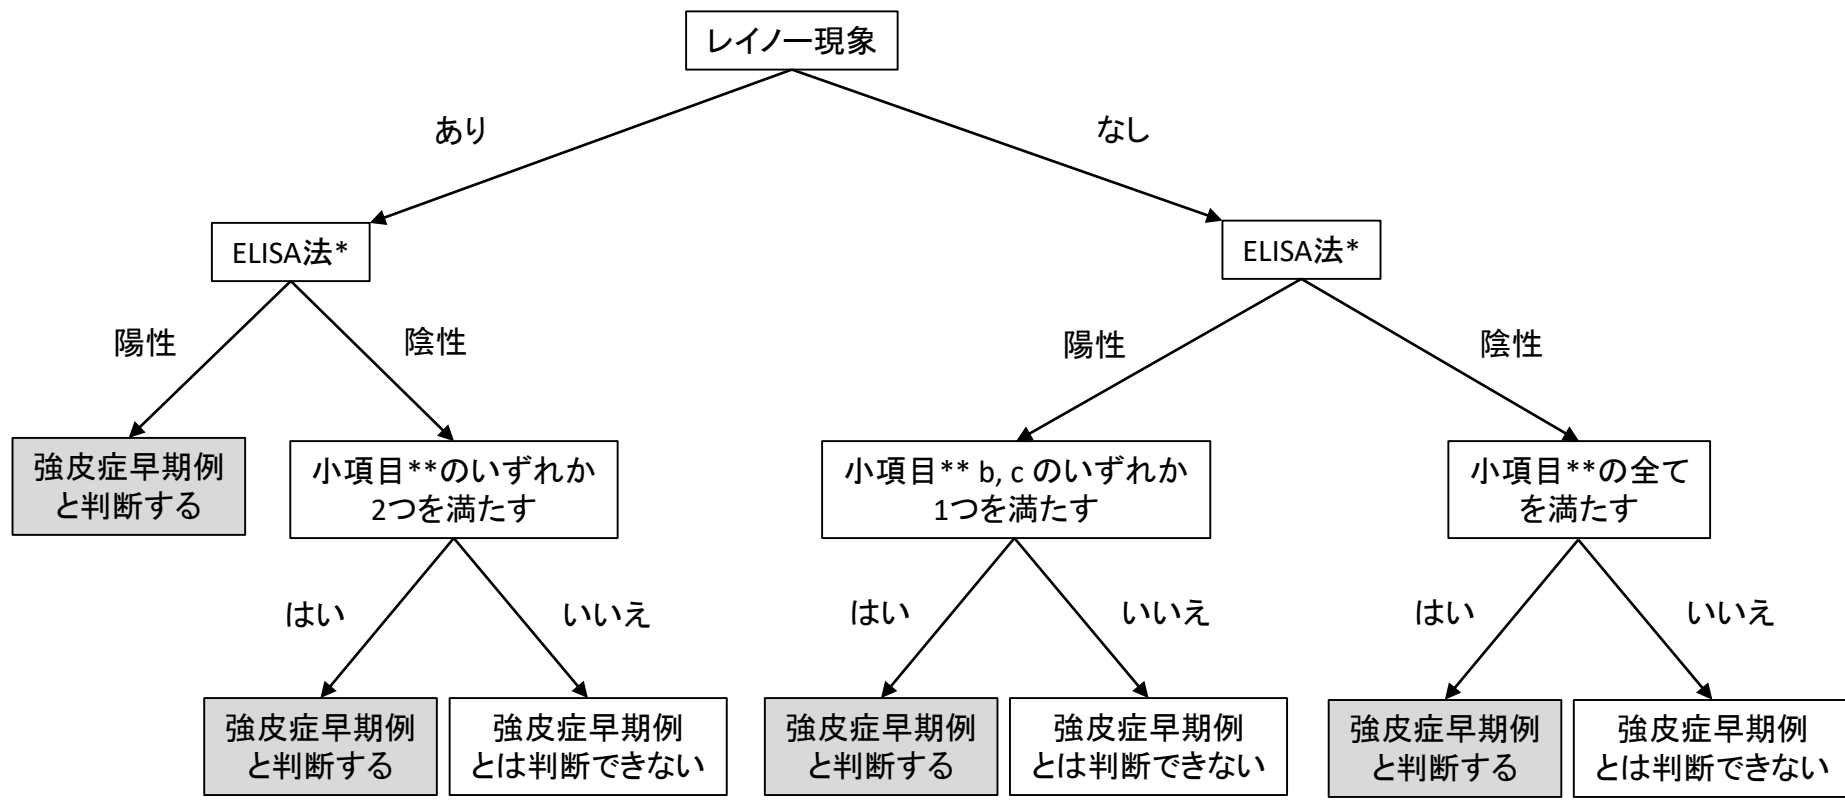 レイノー現象
あり
なし
ELISA法*
ELISA法*
陽性
陰性
陽性
陰性
強皮症早期例
と判断する
小項目**のいずれか
2つを満たす
小項目** b, c のいずれか
1つを満たす
小項目**の全て
を満たす
はい
いいえ
はい
いいえ
はい
いいえ
強皮症早期例
と判断する
強皮症早期例
とは判断できない
強皮症早期例
と判断する
強皮症早期例
とは判断できない
強皮症早期例
と判断する
強皮症早期例
とは判断できない